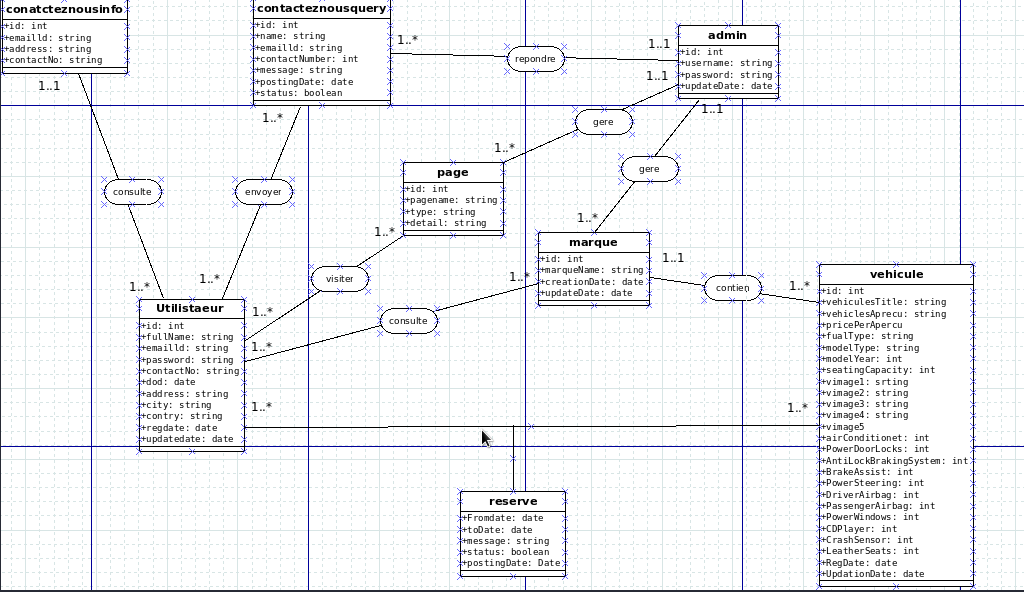 conatcteznousinfo
+id: int
+emailId: string
+address: string
+contactNo: string
1..1
contacteznousquery
+id: int
+name: string
+emailId: string
+contactNumber: int
+message: string
+postingDate: date
+status: boolean
1..*
1..*
repondre
1..1
admin
+id: int
+username: string
+password: string
+updateDate: date
1..1
1..1
gere
1..*
gere
1..*
consulte
envoyer
page
+id: int
+pagename: string
+type: string
+detail: string
1..*
visiter
marque
+id: int
+marqueName: string
+creationDate: date
+updateDate: date
1..1
1..*
contien
1..*
consulte
1..*
1..*
Utilistaeur
+id: int
+fullName: string
+emailld: string
+password: string
+contactNo: string
+dod: date
+address: string
+city: string
+contry: string
+regdate: date
+updatedate: date
1..*
1..*
1..*
1..*
vehicule
+id: int
+vehiculesTitle: string
+vehiclesAprecu: string
+pricePerApercu
+fualType: string
+modelType: string
+modelYear: int
+seatingCapacity: int
+vimage1: srting
+vimage2: string
+vimage3: string
+vimage4: string
+vimage5
+airConditionet: int
+PowerDoorLocks: int
+AntiLockBrakingSystem: int
+BrakeAssist: int
+PowerSteering: int
+DriverAirbag: int
+PassengerAirbag: int
+PowerWindows: int
+CDPlayer: int
+CrashSensor: int
+LeatherSeats: int
+RegDate: int
+UpdationDate: date
reserve
+Fromdate: date
+toDate: date
+message: string
+status: boolean
+postingDate: Date